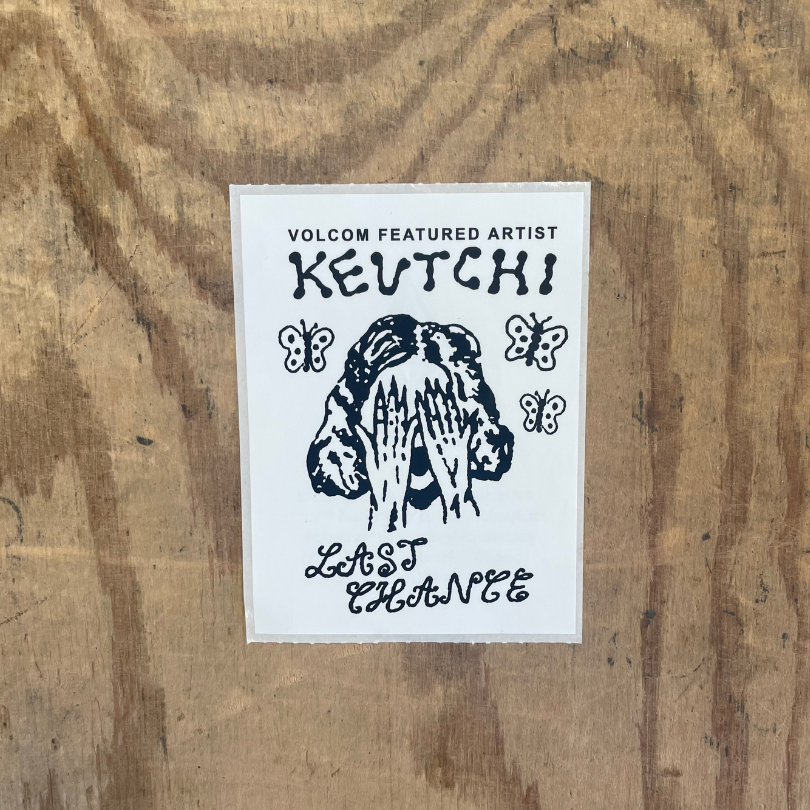 VOLCOM FEATURED ARTIST
KEUTCHI
LAST
CHANCE